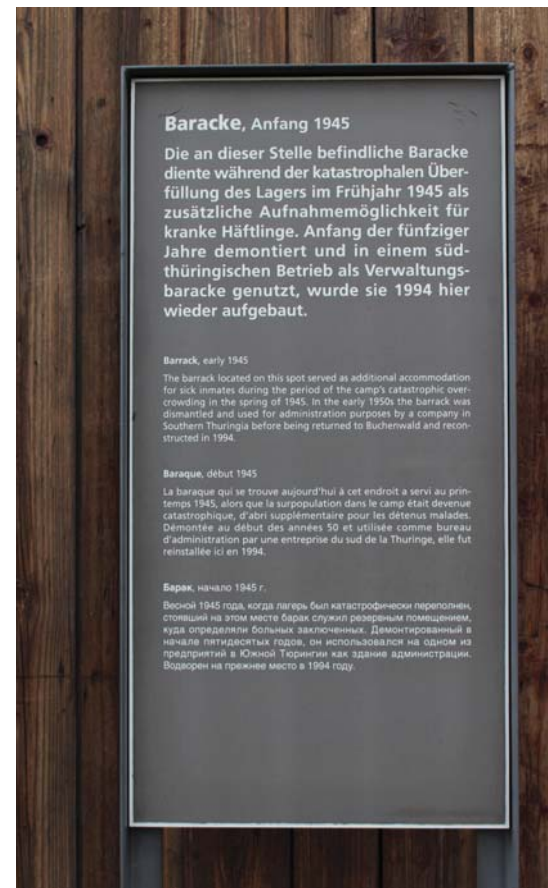 Baracke, Anfang 1945
Die an dieser Stelle befindliche Baracke
diente während der katastrophalen Über-
füllung des Lagers im Frühjahr 1945 als
zusätzliche Aufnahmemöglichkeit für
kranke Häftlinge. Anfang der fünfziger
Jahre demontiert und in einem süd-
thüringischen Betrieb als Verwaltungs-
baracke genutzt, wurde sie 1994 hier
wieder aufgebaut.
Barrack, early 1945
The barrack located on this spot served as additional accommodation
for sick inmates during the period of the camp's catastrophic over-
crowding in the spring of 1945. In the early 1950s the barrack was
dismantled and used for administration purposes by a company in
Southern Thuringia before being returned to Buchenwald and recon-
structed in 1994.
Baraque, début 1945
La baraque qui se trouve aujourd'hui à cet endroit a servi au prin-
temps 1945, alors que la surpopulation dans le camp était devenue
catastrophique, d'abri supplémentaire pour les détenus malades.
Démontée au début des années 50 et utilisée comme bureau
d'administration par une entreprise du sud de la Thuringe, elle fut
reinstallée ici en 1994.
Барак, начало 1945 г.
Весной 1945 года, когда лагерь был катастрофически переполнен,
стоявший на этом месте барак служил резервным помещением,
куда определяли больных заключенных. Демонтированный в
начале пятидесятых годов, он использовался на одном из
предприятий в Южной Тюрингии как здание администрации.
Водворен на прежнее место в 1994 году.